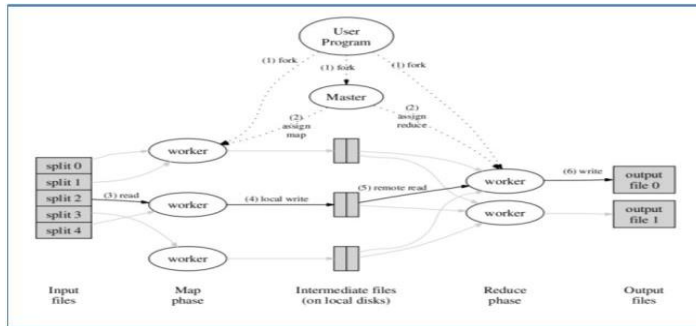 User
Program
(1) fork
(1) fork
(1) fork
Master
(2)
assign
map
(2)
assign
reduce
worker
split 0
split 1
split 2
split 3
split 4
(3) read
worker
(4) local write
(5) remote read
worker
(6) write
output
file 0
worker
output
file 1
worker
Input
files
Map
phase
Intermediate files
(on local disks)
Reduce
phase
Output
files